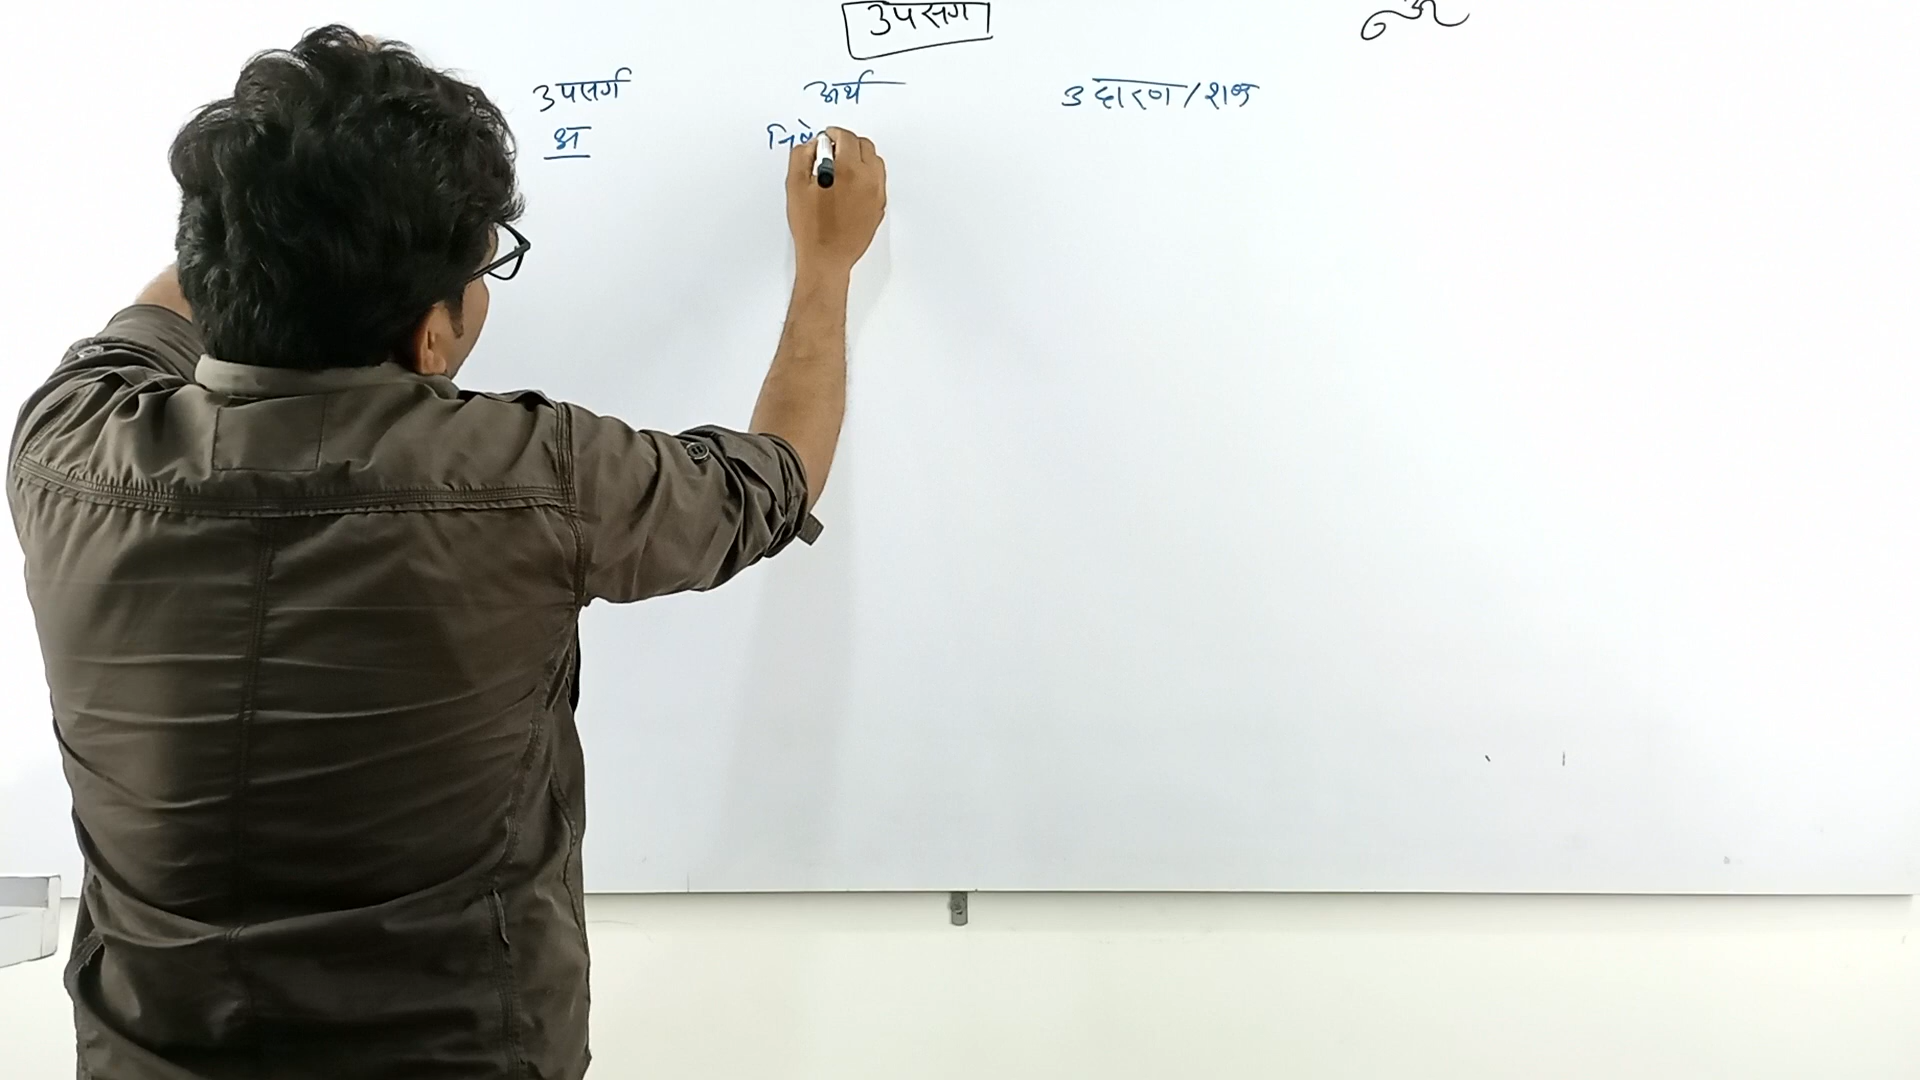 उपसर्ग
उपसर्ग अर्थ उदाहरण / शब्द
अ निषे